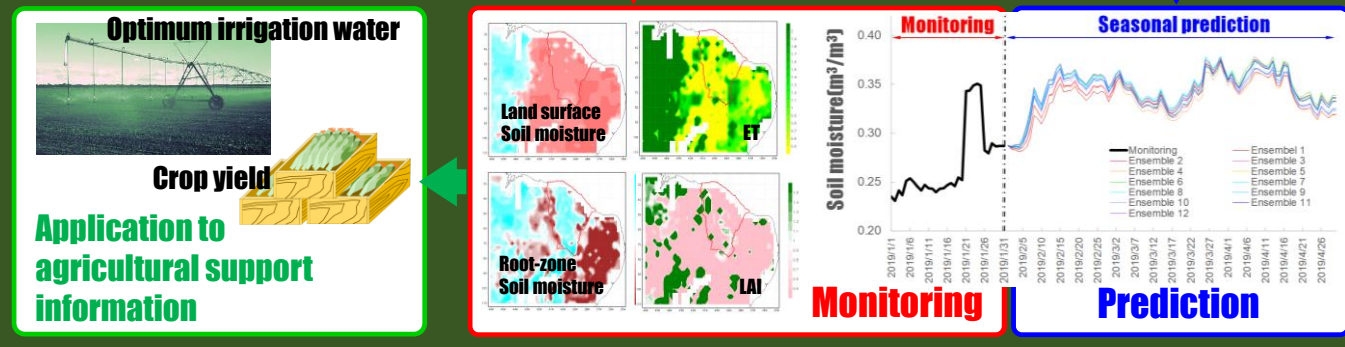 Optimum irrigation water
Crop yield
Application to
agricultural support
information
Land surface
Soil moisture
ET
Root-zone
Soil moisture
LAI
Monitoring
Monitoring
Seasonal prediction
Soil moisture(m³/m³)
0.40
0.35
0.30
0.25
0.20
Monitoring
Ensembel 1
Ensemble 2
Ensemble 3
Ensemble 4
Ensemble 5
Ensemble 6
Ensemble 7
Ensemble 8
Ensemble 9
Ensemble 10
Ensemble 11
Ensemble 12
2019/1/1
2019/1/6
2019/1/11
2019/1/16
2019/1/21
2019/1/26
2019/1/31
2019/2/5
2019/2/10
2019/2/15
2019/2/20
2019/2/25
2019/3/2
2019/3/7
2019/3/12
2019/3/17
2019/3/22
2019/3/27
2019/4/1
2019/4/6
2019/4/11
2019/4/16
2019/4/21
2019/4/26
Prediction